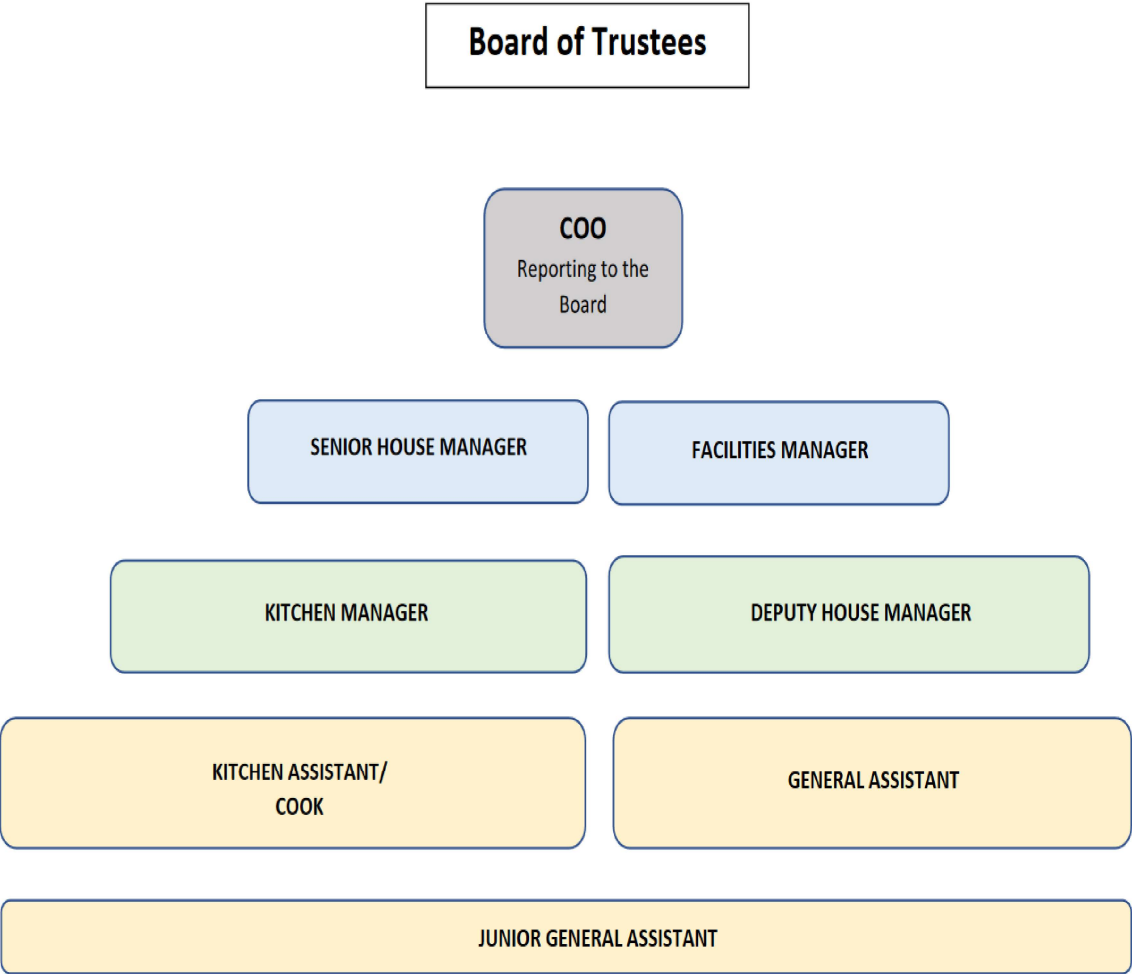 Board of Trustees
COO
Reporting to the
Board
SENIOR HOUSE MANAGER
FACILITIES MANAGER
KITCHEN MANAGER
DEPUTY HOUSE MANAGER
KITCHEN ASSISTANT/
COOK
GENERAL ASSISTANT
JUNIOR GENERAL ASSISTANT